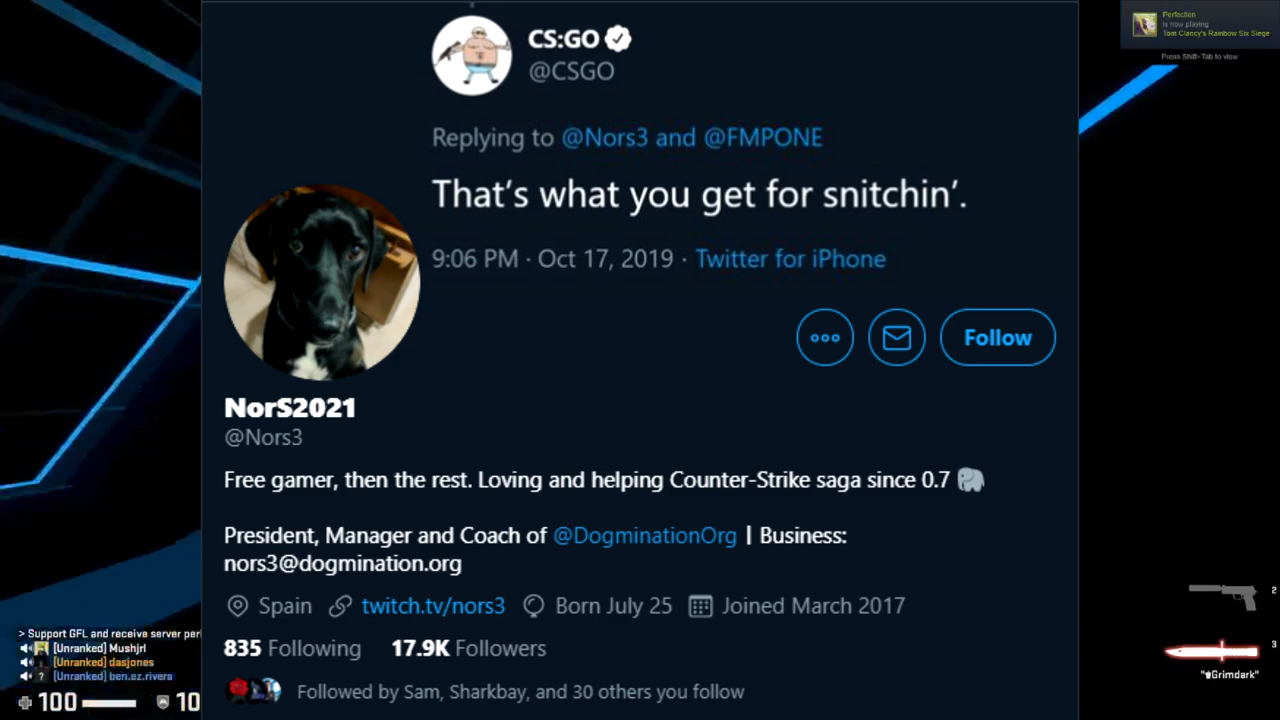 CS:GO
@CSGO
Replying to @Nors3 and @FMPONE
That's what you get for snitchin'.
9:06 PM · Oct 17, 2019 · Twitter for iPhone
Follow
NorS2021
@Nors3
Free gamer, then the rest. Loving and helping Counter-Strike saga since 0.7 🐘
President, Manager and Coach of @DogminationOrg | Business:
nors3@dogmination.org
Spain twitch.tv/nors3 Born July 25 Joined March 2017
835 Following 17.9K Followers
Followed by Sam, Sharkbay, and 30 others you follow
Perfection
is now playing
Tom Clancy's Rainbow Six Siege
Press Shift+Tab to view
> Support GFL and receive server per
[Unranked] Mushjrl
[Unranked] dasjones
? [Unranked] ben.ez.rivers
100 10
2
3
"♛Grimdark"